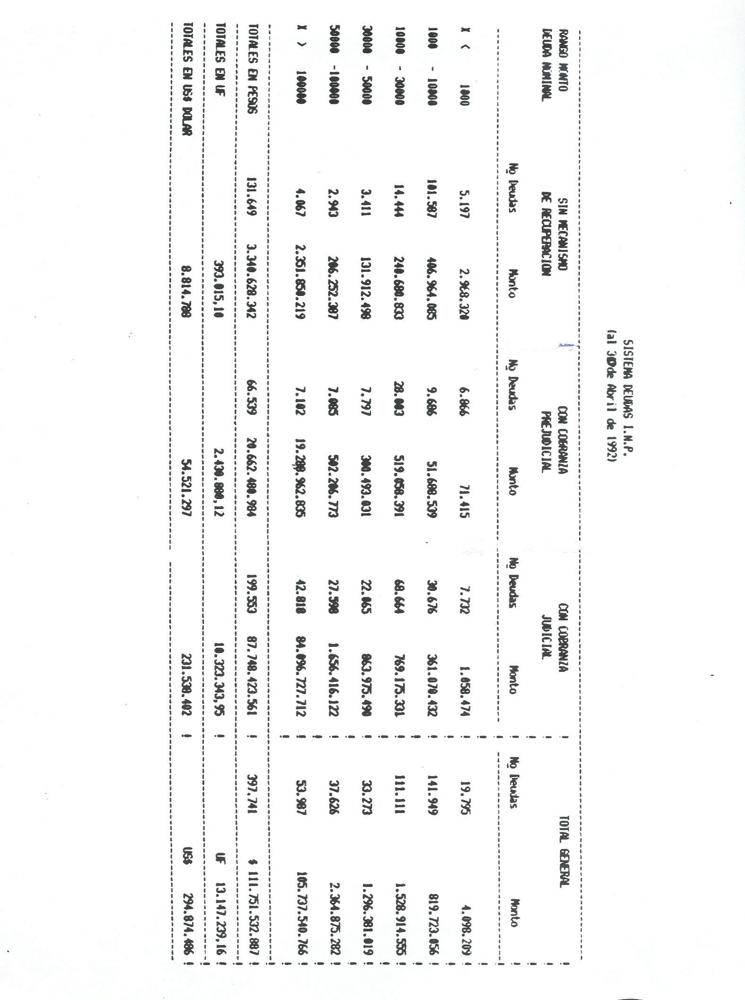 SISTEMA DEUDAS I.N.P.
(al 30 de Abril de 1992)
RANGO MONTO SIN MECANISMO CON COBRANZA CON COBRANZA ! TOTAL GENERAL !
DEUDA NOMINAL DE RECUPERACION PREJUDICIAL JUDICIAL ! !
No Deudas Monto No Deudas Monto No Deudas Monto ! No Deudas Monto !
X < 1000 5.197 2.968.320 6.866 71.415 7.732 1.058.474 ! 19.795 4.098.209 !
1000 - 10000 101.587 406.964.085 9.686 51.688.539 30.676 361.070.432 ! 141.949 819.723.056 !
10000 - 30000 14.444 240.680.833 28.003 519.058.391 68.664 769.175.331 ! 111.111 1.528.914.555 !
30000 - 50000 3.411 131.912.498 7.797 300.493.031 22.065 863.975.490 ! 33.273 1.296.381.019 !
50000 -100000 2.943 206.252.387 7.085 502.206.773 27.598 1.656.416.122 ! 37.626 2.364.875.282 !
X > 100000 4.067 2.351.850.219 7.102 19.288.962.835 42.818 84.096.727.712 ! 53.987 105.737.540.766 !
TOTALES EN PESOS 131.649 3.340.628.342 66.539 20.662.480.984 199.553 87.748.423.561 ! 397.741 $ 111.751.532.887 !
TOTALES EN UF 393.015,10 2.430.880,12 10.323.343,95 ! UF 13.147.239,16 !
TOTALES EN US$ DOLAR 8.814.788 54.521.297 231.538.402 ! US$ 294.874.486 !